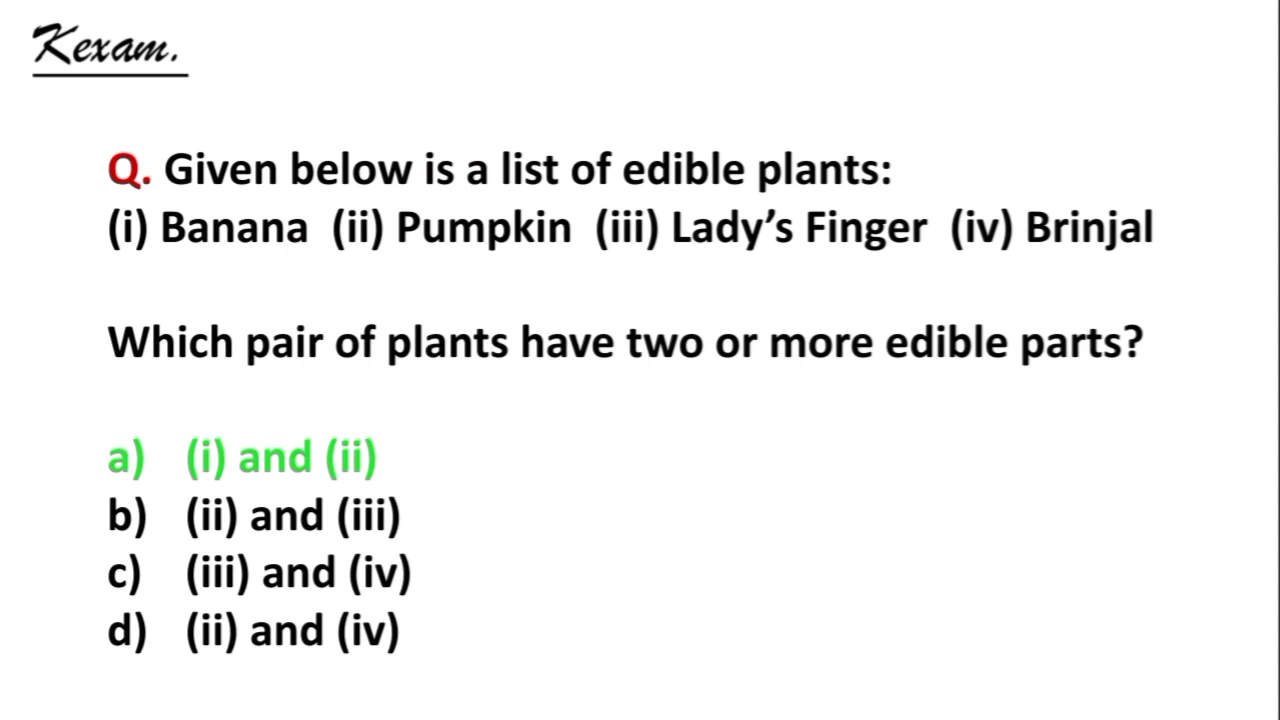 Kexam.
Q. Given below is a list of edible plants:
(i) Banana (ii) Pumpkin (iii) Lady’s Finger (iv) Brinjal
Which pair of plants have two or more edible parts?
a) (i) and (ii)
b) (ii) and (iii)
c) (iii) and (iv)
d) (ii) and (iv)